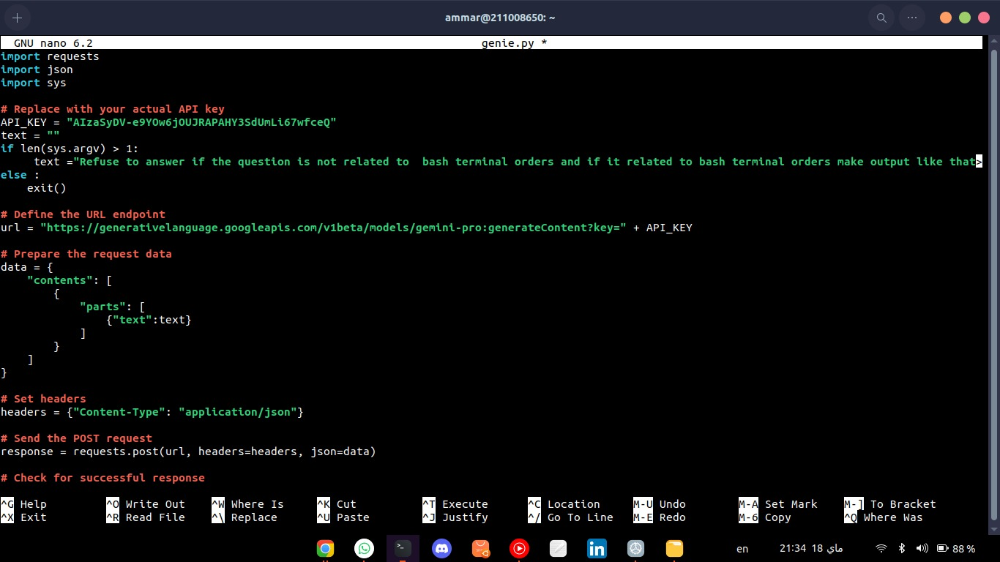 ammar@211008650: ~
GNU nano 6.2 genie.py *
import requests
import json
import sys
# Replace with your actual API key
API_KEY = "AIzaSyDV-e9YOw6jOUJRAPAHY3SdUmLi67wfceQ"
text = ""
if len(sys.argv) > 1:
     text ="Refuse to answer if the question is not related to  bash terminal orders and if it related to bash terminal orders make output like that>
else :
    exit()
# Define the URL endpoint
url = "https://generativelanguage.googleapis.com/v1beta/models/gemini-pro:generateContent?key=" + API_KEY
# Prepare the request data
data = {
    "contents": [
        {
            "parts": [
                {"text":text}
            ]
        }
    ]
}
# Set headers
headers = {"Content-Type": "application/json"}
# Send the POST request
response = requests.post(url, headers=headers, json=data)
# Check for successful response
^G Help ^O Write Out ^W Where Is ^K Cut ^T Execute ^C Location M-U Undo M-A Set Mark M-] To Bracket
^X Exit ^R Read File ^\ Replace ^U Paste ^J Justify ^/ Go To Line M-E Redo M-6 Copy ^Q Where Was
en 21:34 18 ماي 88 %